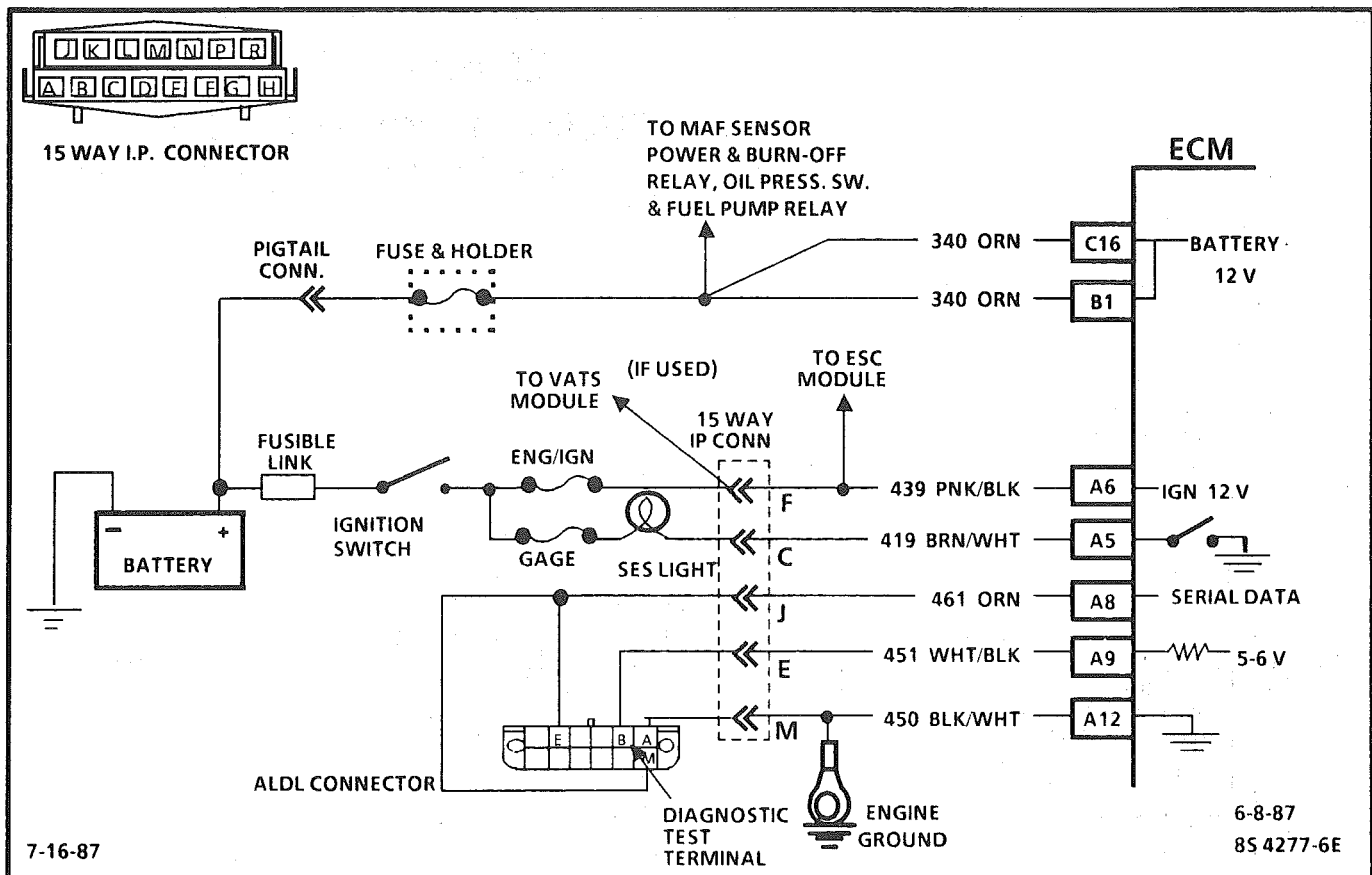 J K L M N P R
A B C D E F G H
15 WAY I.P. CONNECTOR
TO MAF SENSOR
POWER & BURN-OFF
RELAY, OIL PRESS. SW.
& FUEL PUMP RELAY
ECM
PIGTAIL
CONN.
FUSE & HOLDER
340 ORN
C16
BATTERY
12 V
340 ORN
B1
TO VATS
MODULE
(IF USED)
TO ESC
MODULE
15 WAY
IP CONN
FUSIBLE
LINK
ENG/IGN
F
439 PNK/BLK
A6
IGN 12 V
- +
BATTERY
IGNITION
SWITCH
GAGE
SES LIGHT
C
419 BRN/WHT
A5
J
461 ORN
A8
SERIAL DATA
E
451 WHT/BLK
A9
5-6 V
M
450 BLK/WHT
A12
E B A
M
ALDL CONNECTOR
DIAGNOSTIC
TEST
TERMINAL
ENGINE
GROUND
7-16-87
6-8-87
8S 4277-6E